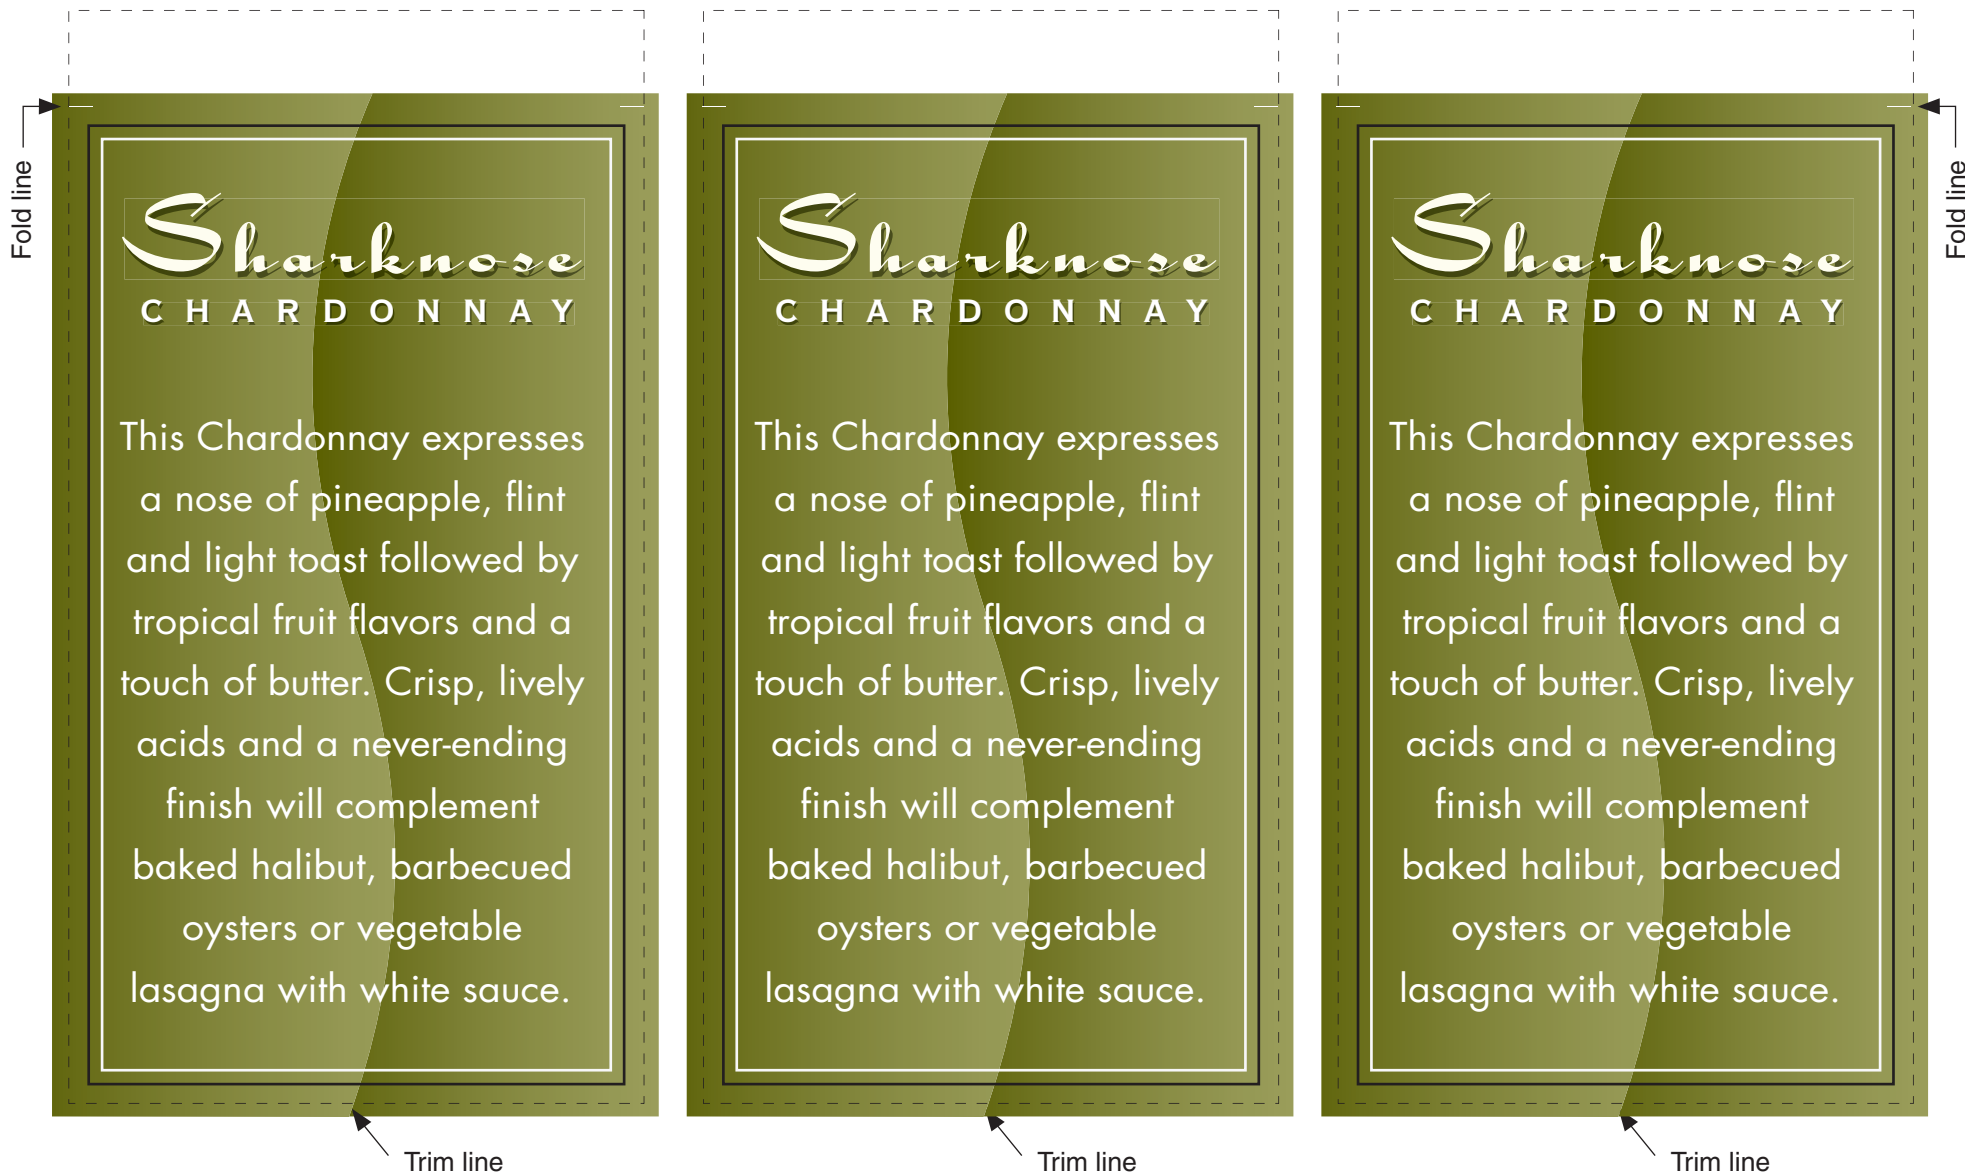 Fold line
Sharknose
CHARDONNAY
This Chardonnay expresses
a nose of pineapple, flint
and light toast followed by
tropical fruit flavors and a
touch of butter. Crisp, lively
acids and a never-ending
finish will complement
baked halibut, barbecued
oysters or vegetable
lasagna with white sauce.
Trim line
Sharknose
CHARDONNAY
This Chardonnay expresses
a nose of pineapple, flint
and light toast followed by
tropical fruit flavors and a
touch of butter. Crisp, lively
acids and a never-ending
finish will complement
baked halibut, barbecued
oysters or vegetable
lasagna with white sauce.
Trim line
Sharknose
CHARDONNAY
This Chardonnay expresses
a nose of pineapple, flint
and light toast followed by
tropical fruit flavors and a
touch of butter. Crisp, lively
acids and a never-ending
finish will complement
baked halibut, barbecued
oysters or vegetable
lasagna with white sauce.
Trim line
Fold line